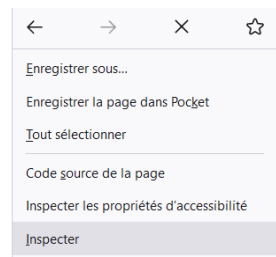 Enregistrer sous...
Enregistrer la page dans Pocket
Tout sélectionner
Code source de la page
Inspecter les propriétés d'accessibilité
Inspecter